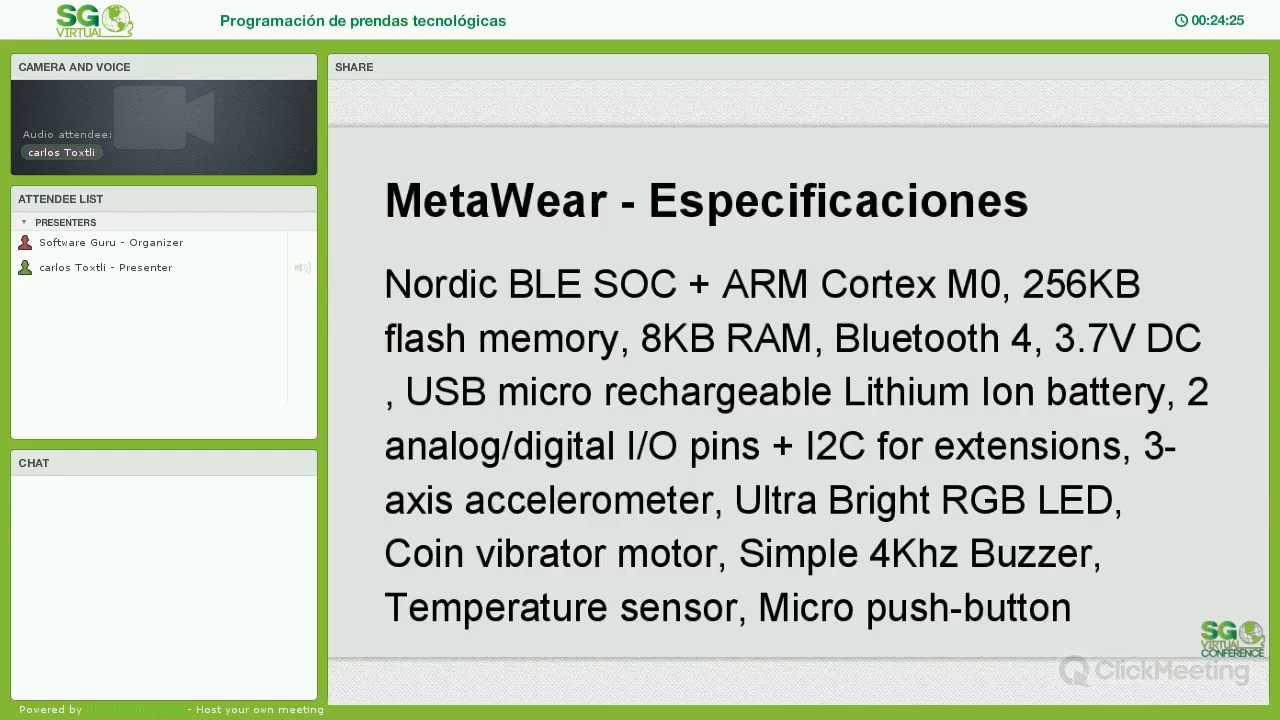 SG
VIRTUAL
Programación de prendas tecnológicas
00:24:25
CAMERA AND VOICE
Audio attendee:
carlos Toxtli
ATTENDEE LIST
PRESENTERS
Software Guru - Organizer
carlos Toxtli - Presenter
CHAT
SHARE
MetaWear - Especificaciones
Nordic BLE SOC + ARM Cortex M0, 256KB
flash memory, 8KB RAM, Bluetooth 4, 3.7V DC
, USB micro rechargeable Lithium Ion battery, 2
analog/digital I/O pins + I2C for extensions, 3-
axis accelerometer, Ultra Bright RGB LED,
Coin vibrator motor, Simple 4Khz Buzzer,
Temperature sensor, Micro push-button
SG
VIRTUAL
CONFERENCE
ClickMeeting
Powered by - Host your own meeting